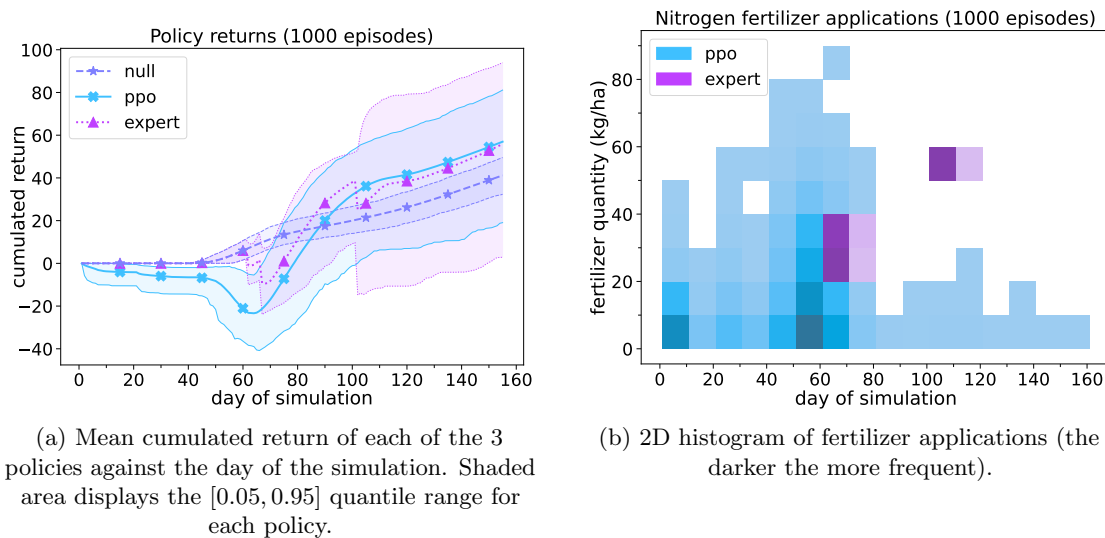 Policy returns (1000 episodes)
100
80
60
40
20
0
−20
−40
cumulated return
null
ppo
expert
0 20 40 60 80 100 120 140 160
day of simulation
(a) Mean cumulated return of each of the 3
policies against the day of the simulation. Shaded
area displays the [0.05, 0.95] quantile range for
each policy.
Nitrogen fertilizer applications (1000 episodes)
80
60
40
20
0
fertilizer quantity (kg/ha)
ppo
expert
0 20 40 60 80 100 120 140 160
day of simulation
(b) 2D histogram of fertilizer applications (the
darker the more frequent).